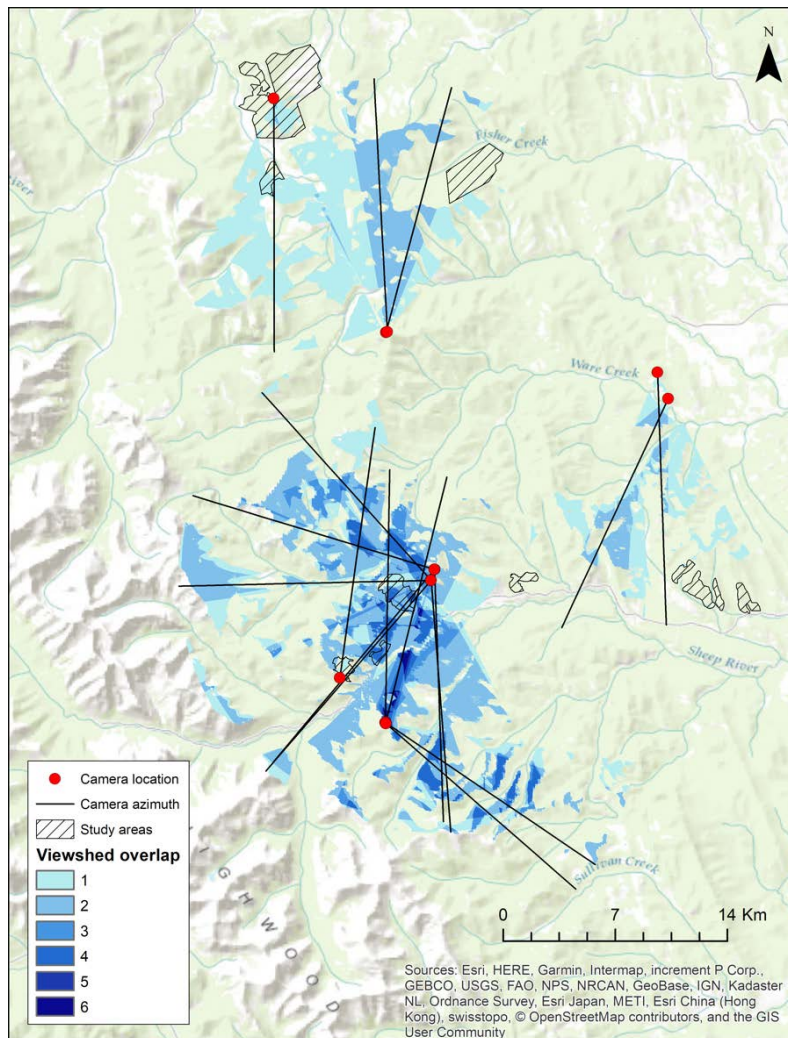 N
Fisher Creek
River
Ware Creek
Sheep River
Camera location
Camera azimuth
Study areas
Viewshed overlap
1
2
3
4
5
6
I G H W O O D
Sullivan Creek
0 7 14 Km
Sources: Esri, HERE, Garmin, Intermap, increment P Corp.,
GEBCO, USGS, FAO, NPS, NRCAN, GeoBase, IGN, Kadaster
NL, Ordnance Survey, Esri Japan, METI, Esri China (Hong
Kong), swisstopo, © OpenStreetMap contributors, and the GIS
User Community